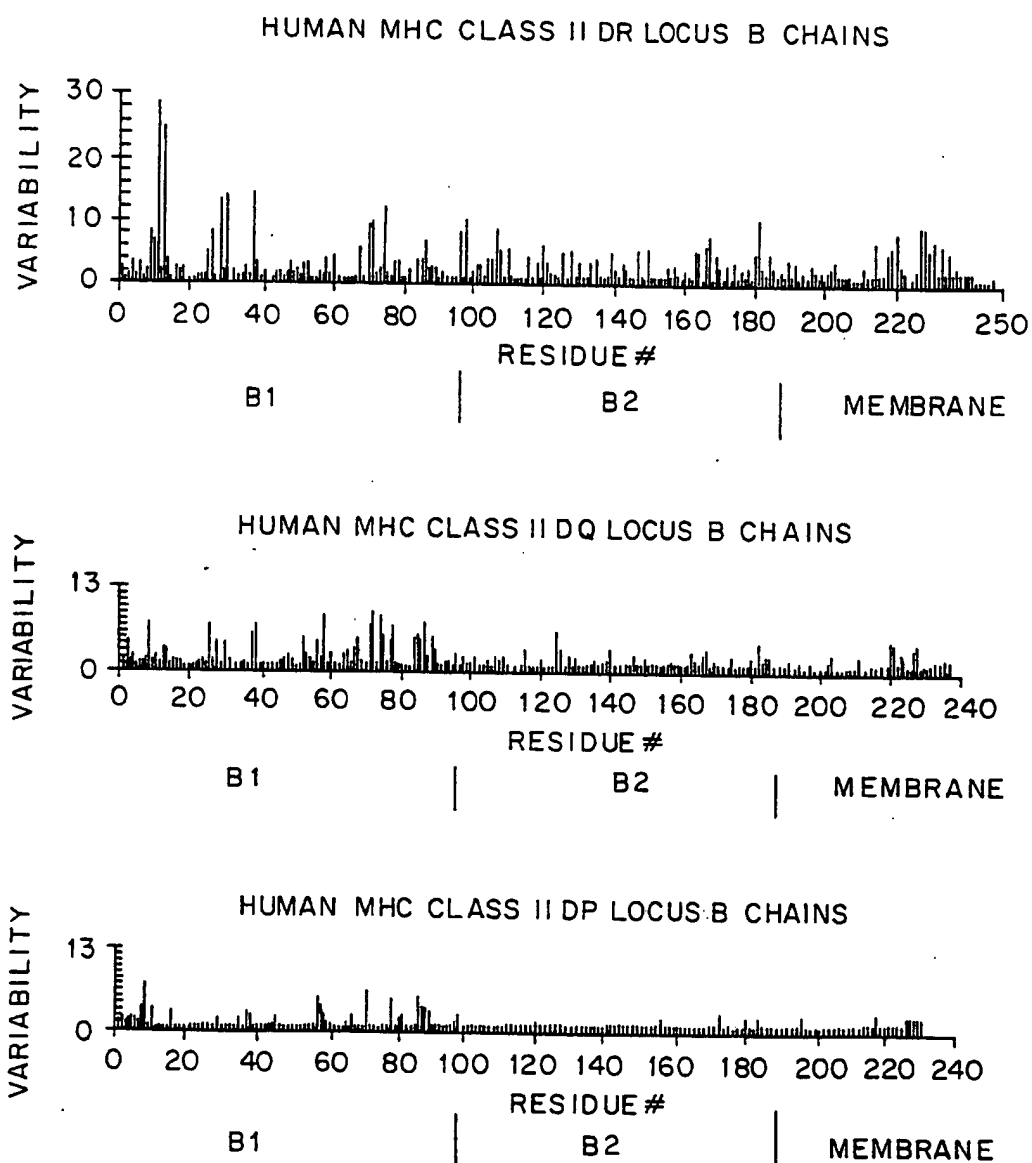 HUMAN MHC CLASS II DR LOCUS B CHAINS
VARIABILITY
30
20
10
0
0 20 40 60 80 100 120 140 160 180 200 220 250
RESIDUE #
B1 B2 MEMBRANE
HUMAN MHC CLASS II DQ LOCUS B CHAINS
VARIABILITY
13
0
0 20 40 60 80 100 120 140 160 180 200 220 240
RESIDUE #
B1 B2 MEMBRANE
HUMAN MHC CLASS II DP LOCUS B CHAINS
VARIABILITY
13
0
0 20 40 60 80 100 120 140 160 180 200 220 240
RESIDUE #
B1 B2 MEMBRANE